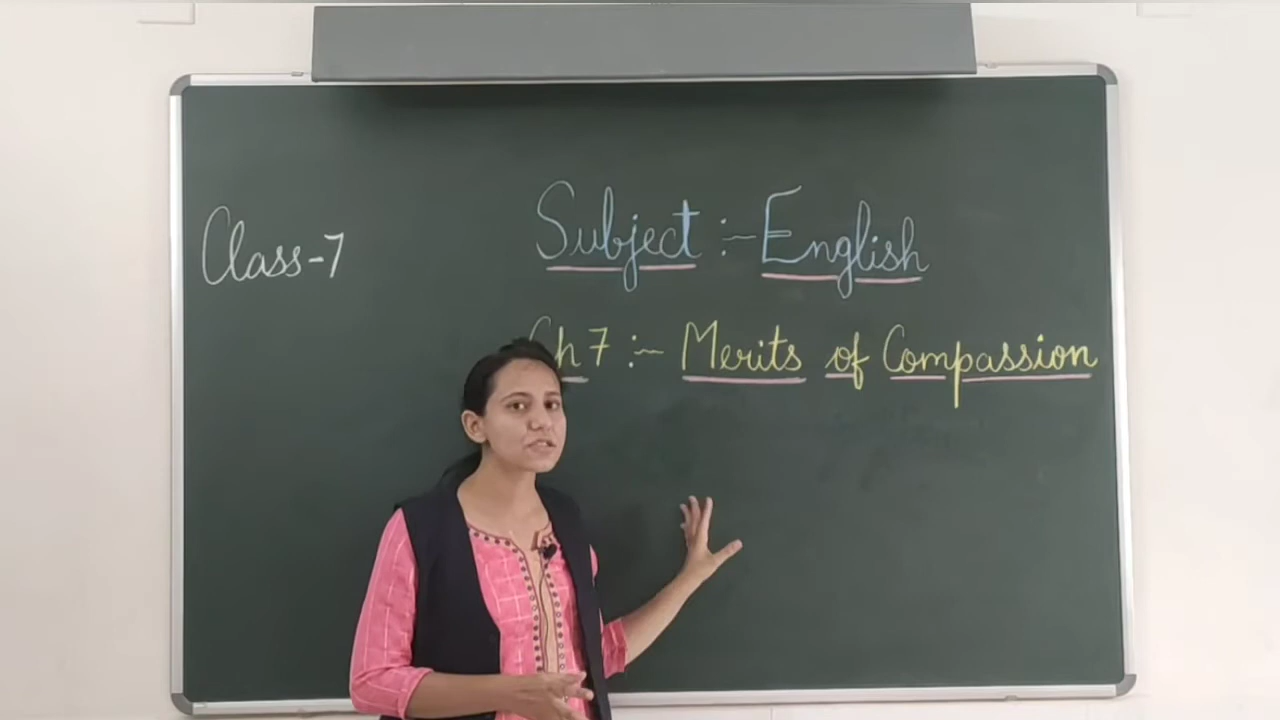 Class-7
Subject :- English
Ch 7 :- Merits of Compassion